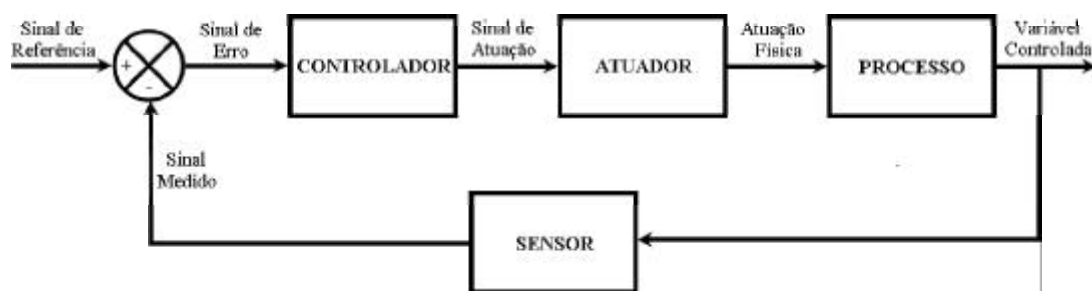 Sinal de
Referência
+
-
Sinal de
Erro
CONTROLADOR
Sinal de
Atuação
ATUADOR
Atuação
Física
PROCESSO
Variável
Controlada
Sinal
Medido
SENSOR